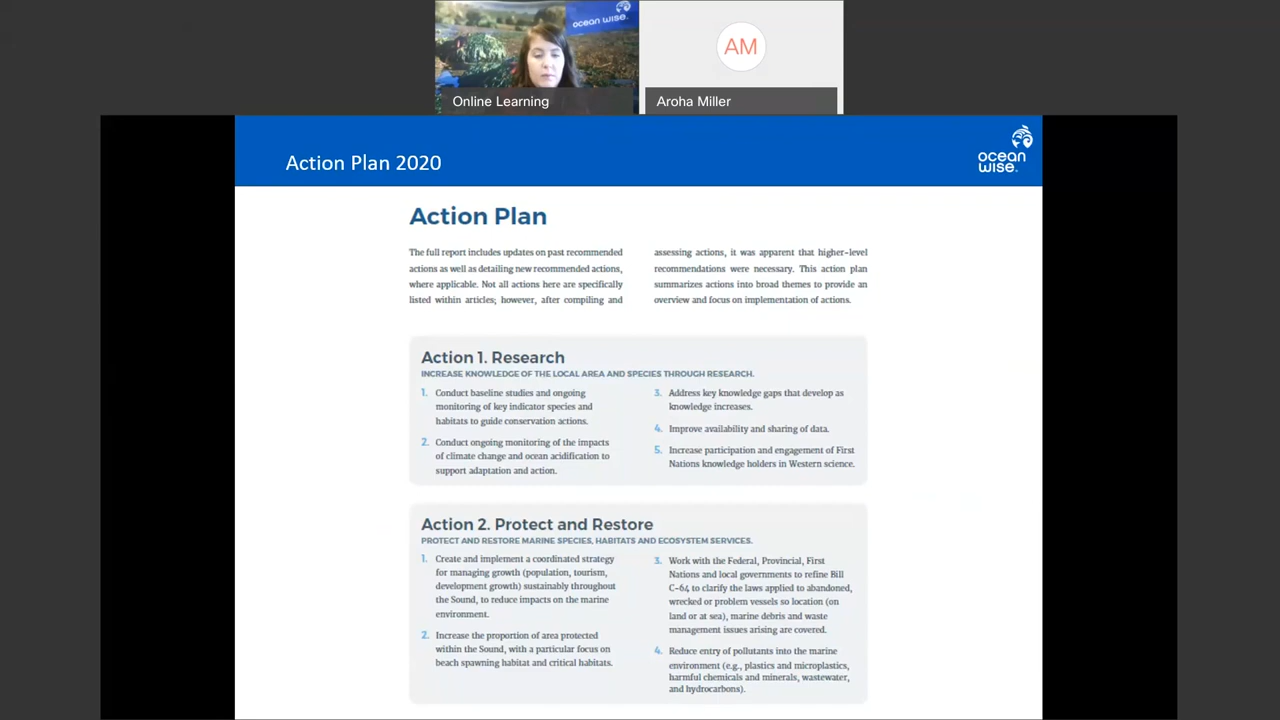 ocean wise.
AM
Online Learning
Aroha Miller
Action Plan 2020
ocean
wise.
Action Plan
The full report includes updates on past recommended
actions as well as detailing new recommended actions,
where applicable. Not all actions here are specifically
listed within articles; however, after compiling and
assessing actions, it was apparent that higher-level
recommendations were necessary. This action plan
summarizes actions into broad themes to provide an
overview and focus on implementation of actions.
Action 1. Research
INCREASE KNOWLEDGE OF THE LOCAL AREA AND SPECIES THROUGH RESEARCH.
1. Conduct baseline studies and ongoing
monitoring of key indicator species and
habitats to guide conservation actions.
2. Conduct ongoing monitoring of the impacts
of climate change and ocean acidification to
support adaptation and action.
3. Address key knowledge gaps that develop as
knowledge increases.
4. Improve availability and sharing of data.
5. Increase participation and engagement of First
Nations knowledge holders in Western science.
Action 2. Protect and Restore
PROTECT AND RESTORE MARINE SPECIES, HABITATS AND ECOSYSTEM SERVICES.
1. Create and implement a coordinated strategy
for managing growth (population, tourism,
development growth) sustainably throughout
the Sound, to reduce impacts on the marine
environment.
2. Increase the proportion of area protected
within the Sound, with a particular focus on
beach spawning habitat and critical habitats.
3. Work with the Federal, Provincial, First
Nations and local governments to refine Bill
C-64 to clarify the laws applied to abandoned,
wrecked or problem vessels so location (on
land or at sea), marine debris and waste
management issues arising are covered.
4. Reduce entry of pollutants into the marine
environment (e.g., plastics and microplastics,
harmful chemicals and minerals, wastewater,
and hydrocarbons).